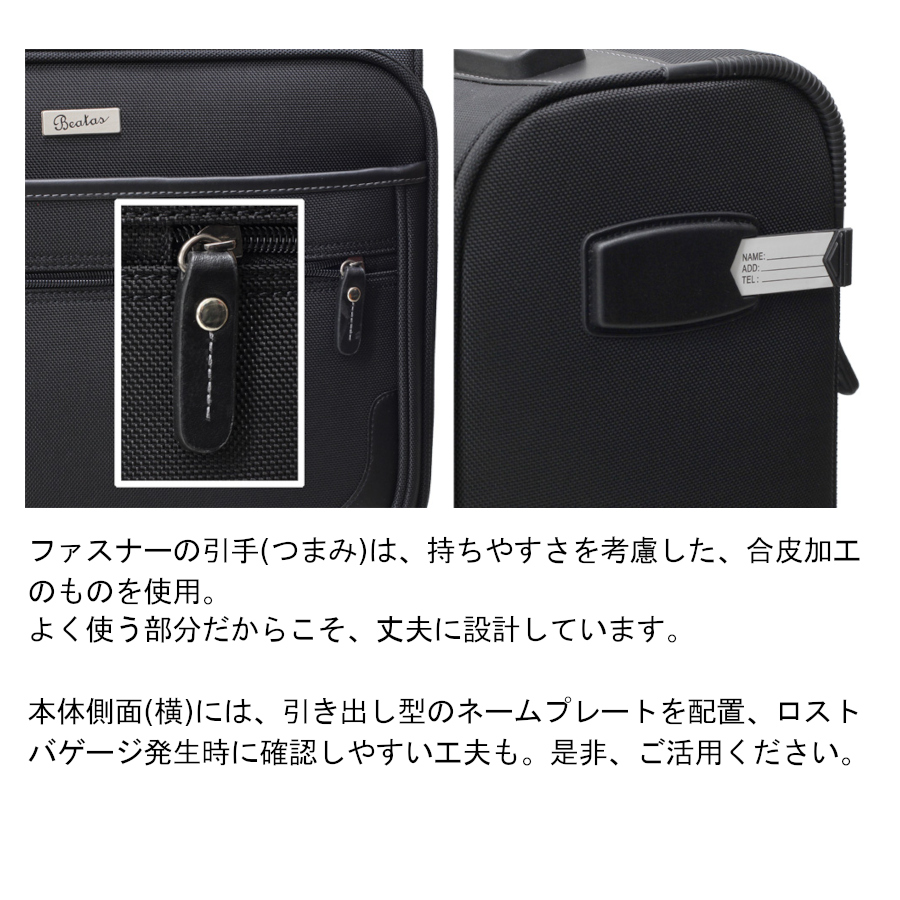 Beatas
NAME:
ADD:
TEL:
ファスナーの引手(つまみ)は、持ちやすさを考慮した、合皮加工
のものを使用。
よく使う部分だからこそ、丈夫に設計しています。
本体側面(横)には、引き出し型のネームプレートを配置、ロスト
バゲージ発生時に確認しやすい工夫も。是非、ご活用ください。